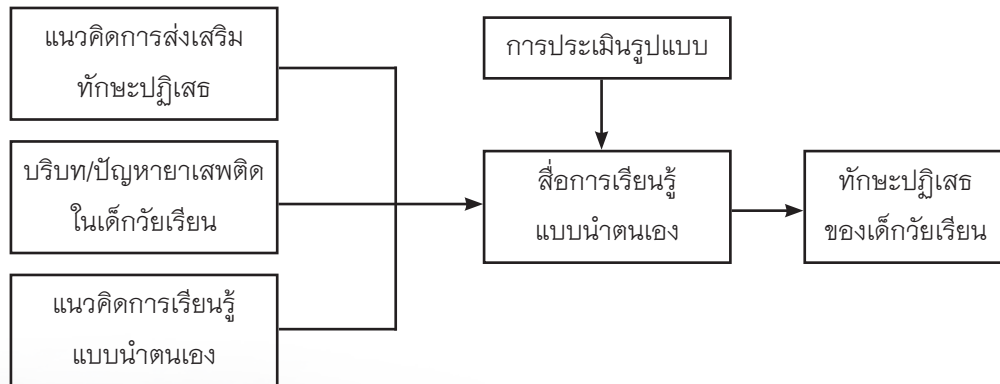 แนวคิดการส่งเสริม
ทักษะปฏิเสธ
บริบท/ปัญหายาเสพติด
ในเด็กวัยเรียน
แนวคิดการเรียนรู้
แบบนำตนเอง
การประเมินรูปแบบ
สื่อการเรียนรู้
แบบนำตนเอง
ทักษะปฏิเสธ
ของเด็กวัยเรียน